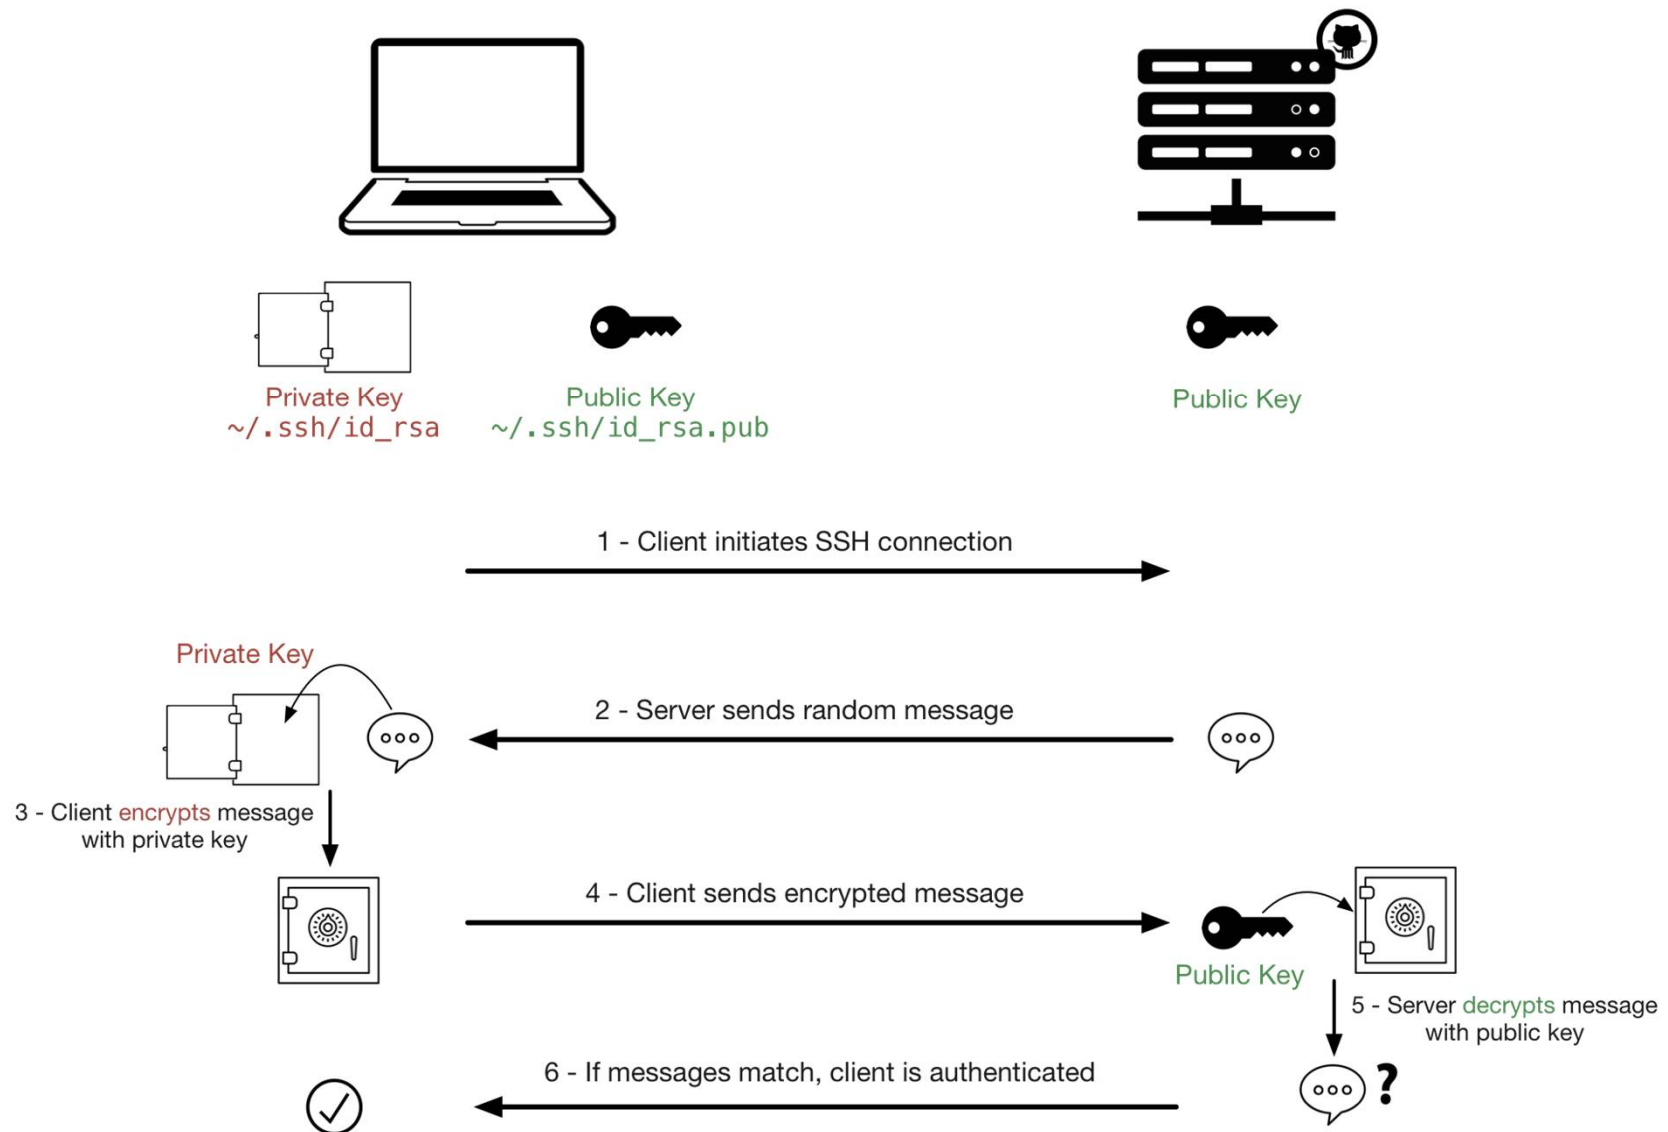 Private Key
~/.ssh/id_rsa
Public Key
~/.ssh/id_rsa.pub
Public Key
1 - Client initiates SSH connection
Private Key
2 - Server sends random message
3 - Client encrypts message
with private key
4 - Client sends encrypted message
Public Key
5 - Server decrypts message
with public key
?
6 - If messages match, client is authenticated